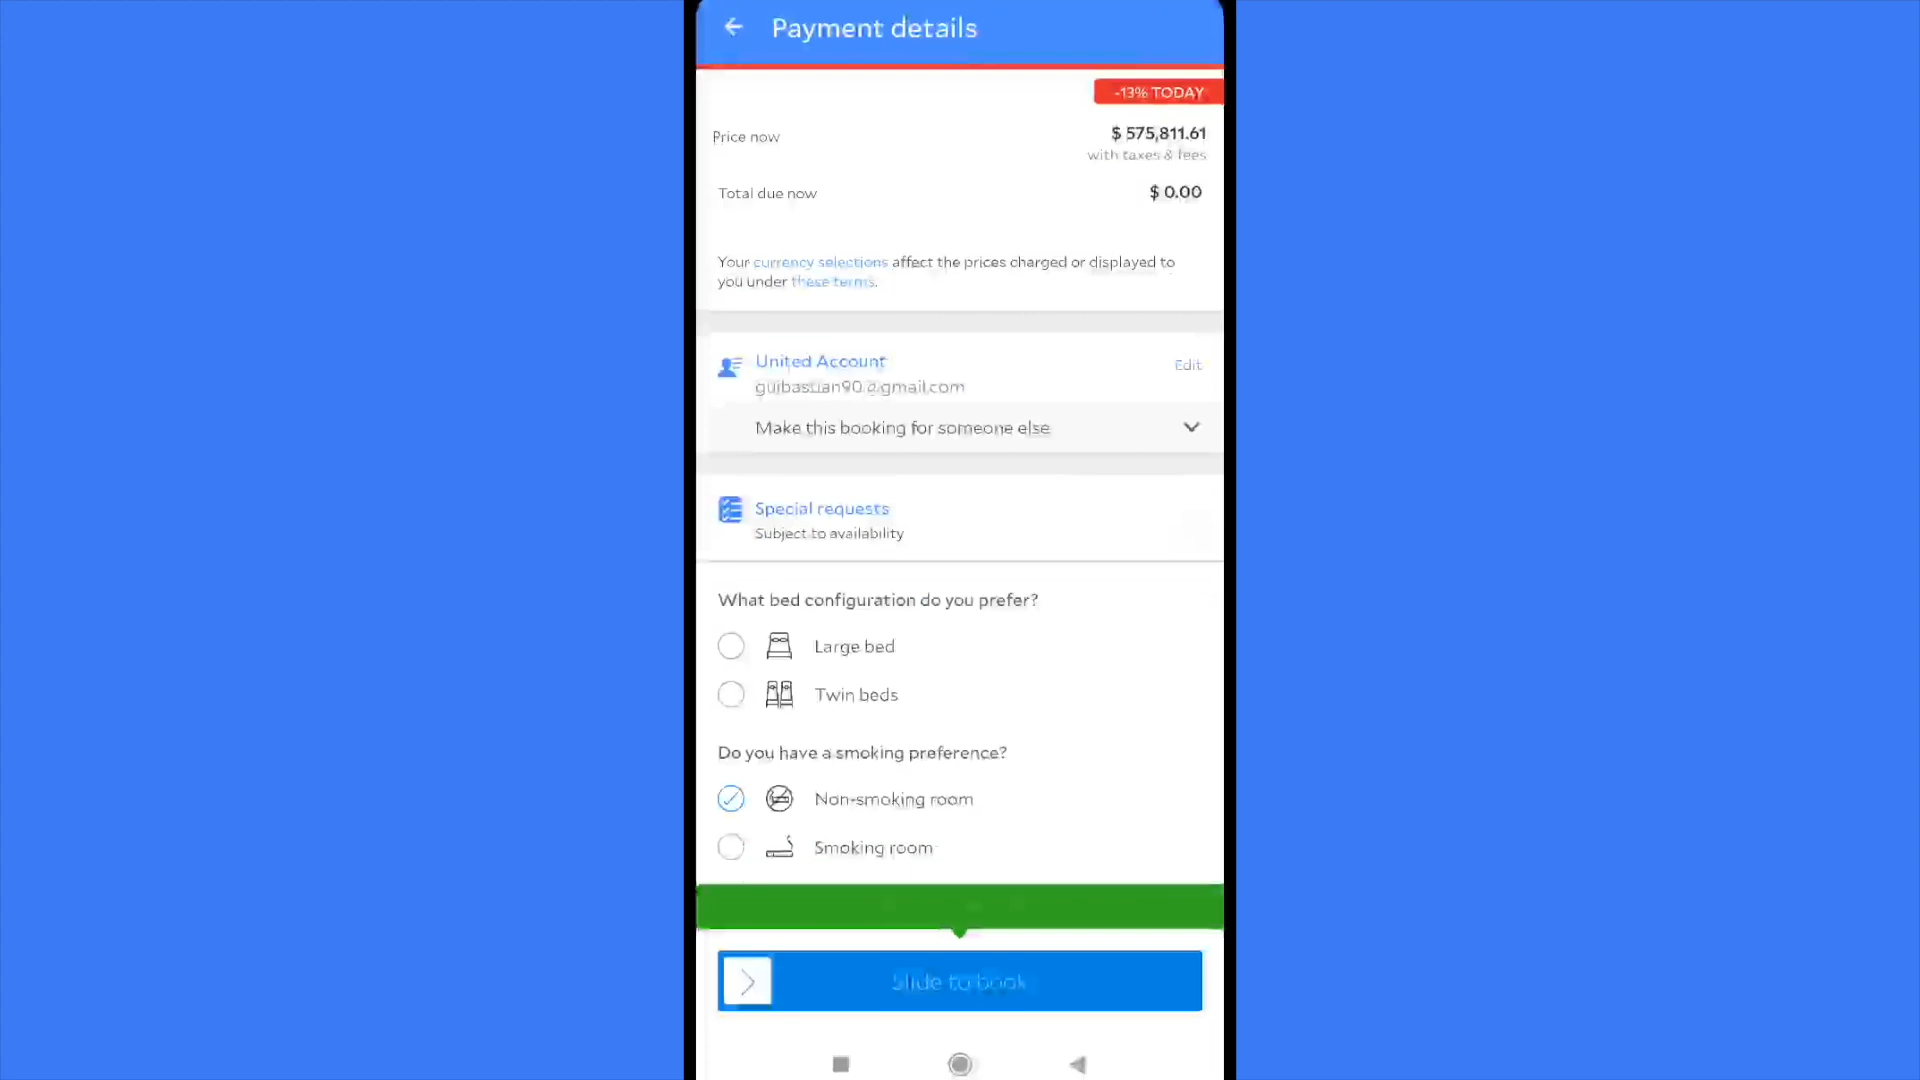 Payment details
-13% TODAY
Price now
$ 575,811.61
with taxes & fees
Total due now
$ 0.00
Your currency selections affect the prices charged or displayed to
you under these terms.
United Account
Edit
guibastian90@gmail.com
Make this booking for someone else
Special requests
Subject to availability
What bed configuration do you prefer?
Large bed
Twin beds
Do you have a smoking preference?
Non-smoking room
Smoking room
Slide to book